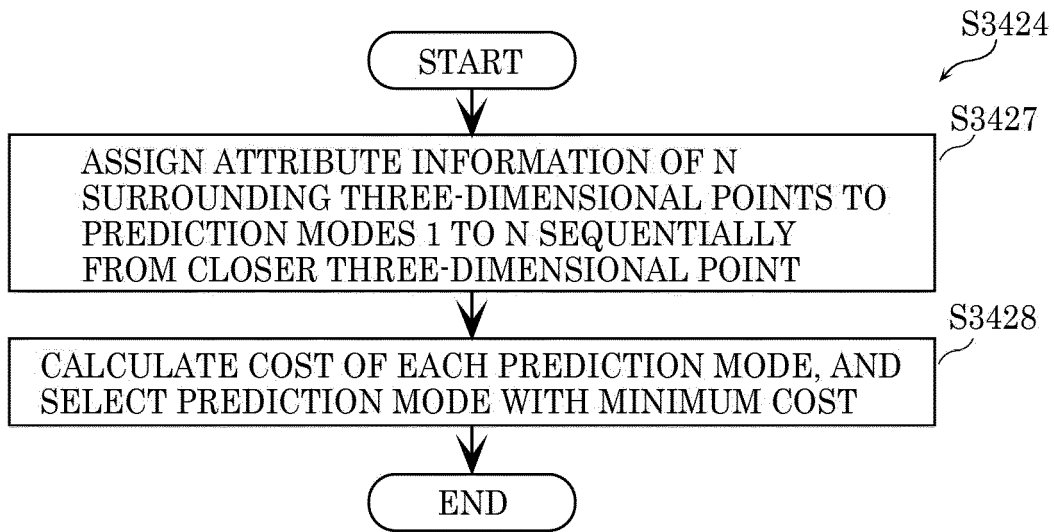 S3424
START
S3427
ASSIGN ATTRIBUTE INFORMATION OF N
SURROUNDING THREE-DIMENSIONAL POINTS TO
PREDICTION MODES 1 TO N SEQUENTIALLY
FROM CLOSER THREE-DIMENSIONAL POINT
S3428
CALCULATE COST OF EACH PREDICTION MODE, AND
SELECT PREDICTION MODE WITH MINIMUM COST
END